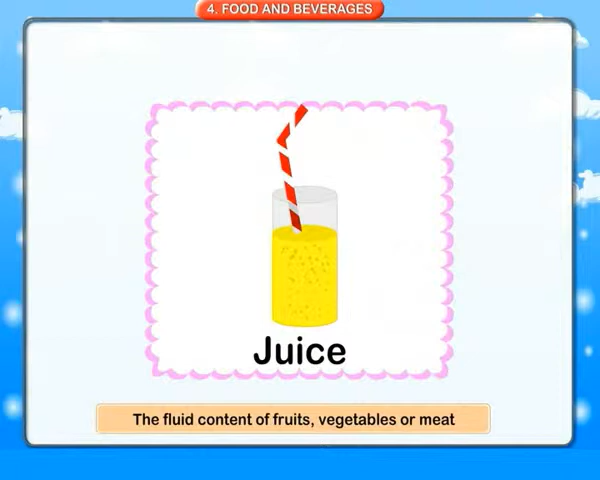 4. FOOD AND BEVERAGES
Juice
The fluid content of fruits, vegetables or meat